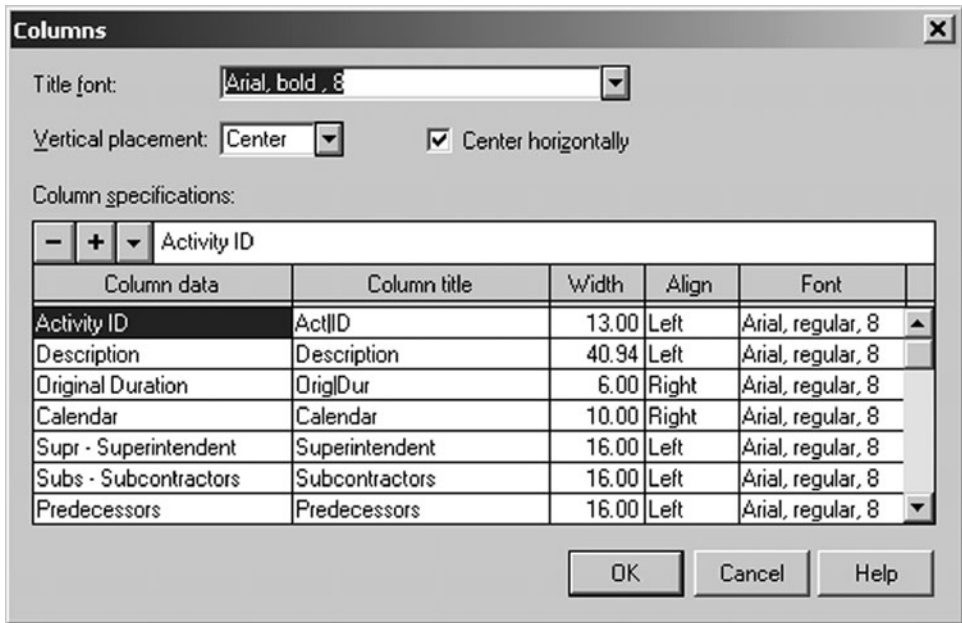 Columns
Title font: Arial, bold , 8
Vertical placement: Center Center horizontally
Column specifications:
Activity ID
Column data Column title Width Align Font
Activity ID Act|ID 13.00 Left Arial, regular, 8
Description Description 40.94 Left Arial, regular, 8
Original Duration Orig|Dur 6.00 Right Arial, regular, 8
Calendar Calendar 10.00 Right Arial, regular, 8
Supr - Superintendent Superintendent 16.00 Left Arial, regular, 8
Subs - Subcontractors Subcontractors 16.00 Left Arial, regular, 8
Predecessors Predecessors 16.00 Left Arial, regular, 8
OK Cancel Help